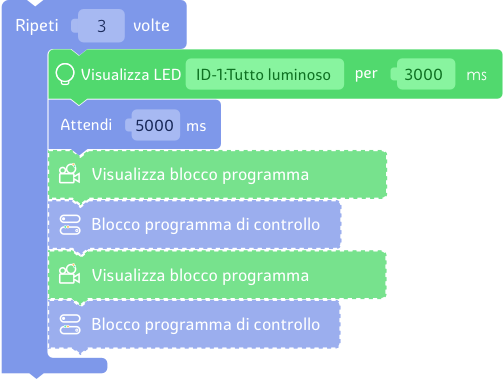 Ripeti 3 volte
Visualizza LED ID-1:Tutto luminoso per 3000 ms
Attendi 5000 ms
Visualizza blocco programma
Blocco programma di controllo
Visualizza blocco programma
Blocco programma di controllo